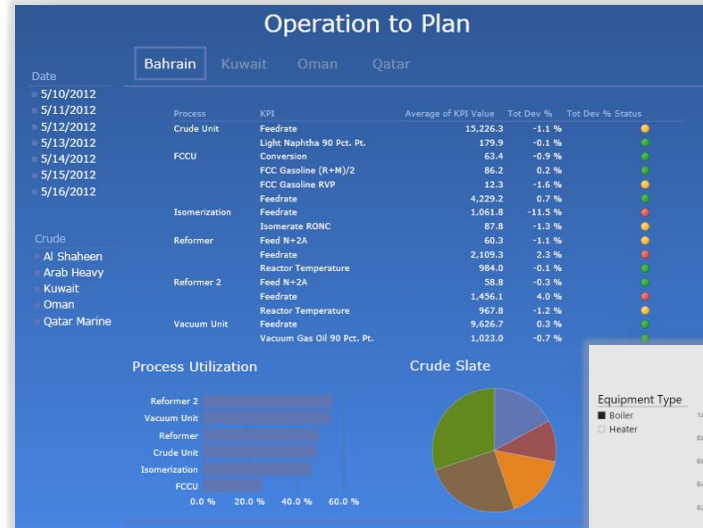 Operation to Plan
Bahrain Kuwait Oman Qatar
Date
5/10/2012
5/11/2012
5/12/2012
5/13/2012
5/14/2012
5/15/2012
5/16/2012
Crude
Al Shaheen
Arab Heavy
Kuwait
Oman
Qatar Marine
Process KPI Average of KPI Value Tot Dev % Tot Dev % Status
Crude Unit Feedrate 15,226.3 -1.1 %
Light Naphtha 90 Pct. Pt. 179.9 -0.1 %
FCCU Conversion 63.4 -0.9 %
FCC Gasoline (R+M)/2 86.2 0.2 %
FCC Gasoline RVP 12.3 -1.6 %
Feedrate 4,229.2 0.7 %
Isomerization Feedrate 1,061.8 -11.5 %
Isomerate RONC 87.8 -1.3 %
Reformer Feed N+2A 60.3 -1.1 %
Feedrate 2,109.3 2.3 %
Reactor Temperature 984.0 -0.1 %
Reformer 2 Feed N+2A 58.8 -0.3 %
Feedrate 1,456.1 4.0 %
Reactor Temperature 967.8 -1.2 %
Vacuum Unit Feedrate 9,626.7 0.3 %
Vacuum Gas Oil 90 Pct. Pt. 1,023.0 -0.7 %
Process Utilization
Reformer 2
Vacuum Unit
Reformer
Crude Unit
Isomerization
FCCU
0.0 % 20.0 % 40.0 % 60.0 %
Crude Slate
Equipment Type
Boiler
Heater